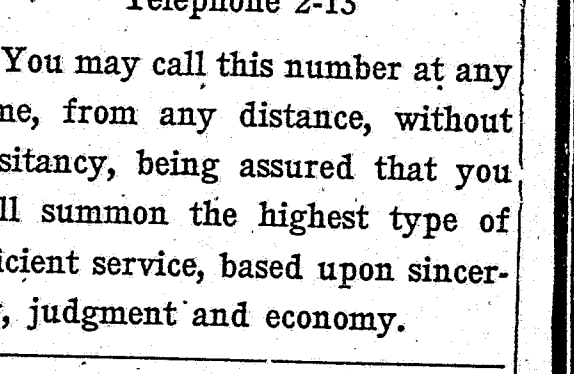 Telephone 2-13
You may call this number at any
ne, from any distance, without
sitancy, being assured that you
ll summon the highest type of
icient service, based upon sincer-
, judgment and economy.